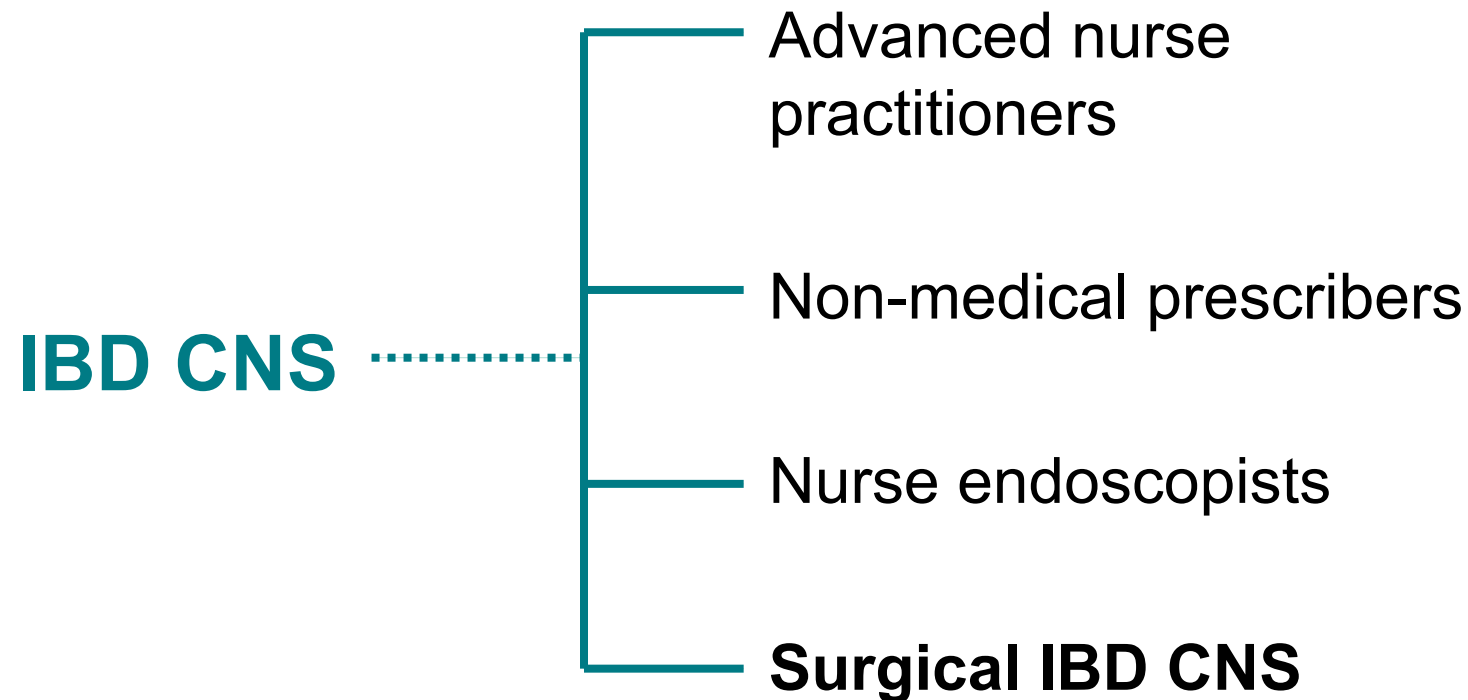 Advanced nurse
practitioners
Non-medical prescribers
IBD CNS
Nurse endoscopists
Surgical IBD CNS